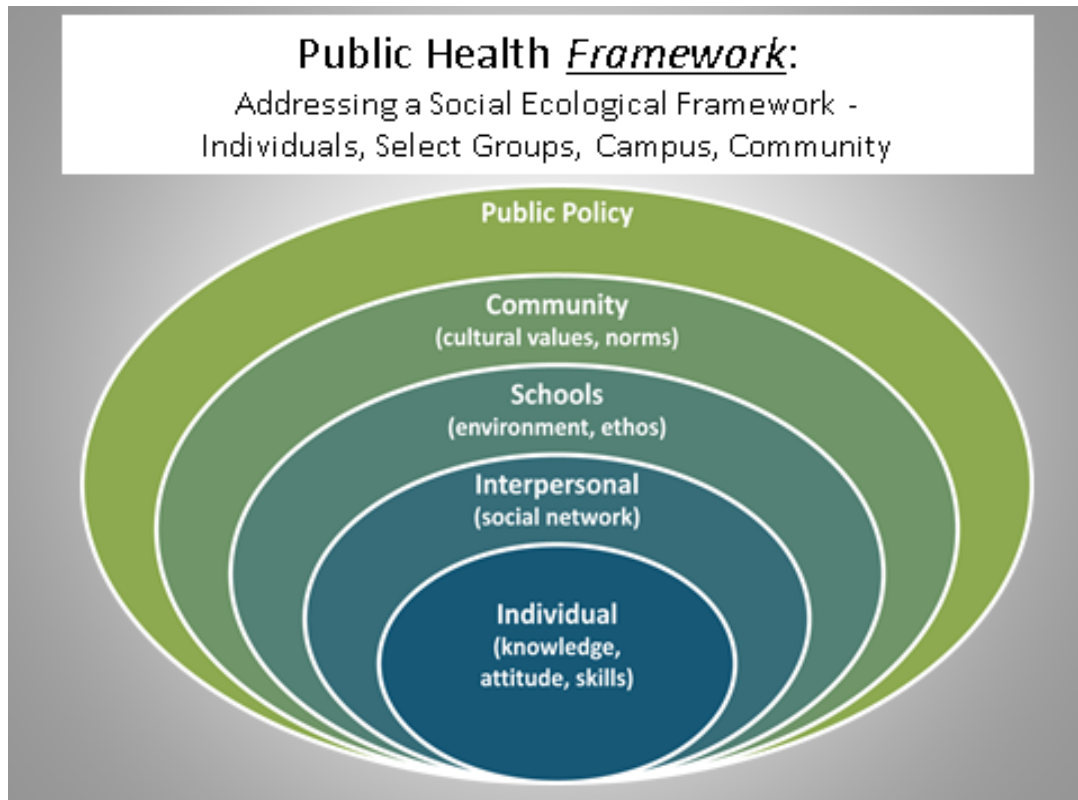 Public Health Framework:
Addressing a Social Ecological Framework -
Individuals, Select Groups, Campus, Community
Public Policy
Community
(cultural values, norms)
Schools
(environment, ethos)
Interpersonal
(social network)
Individual
(knowledge,
attitude, skills)